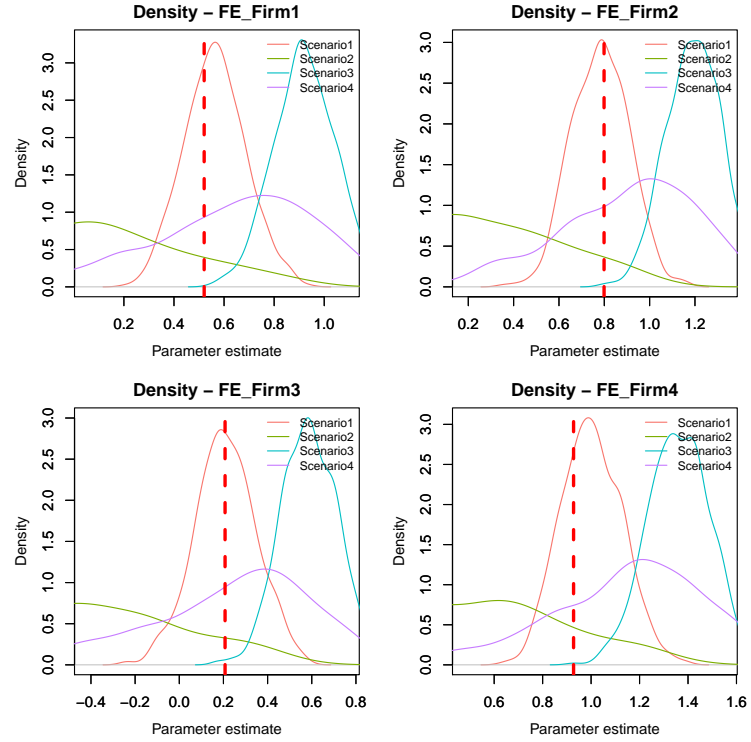 Density − FE_Firm1
Density
0.0 0.5 1.0 1.5 2.0 2.5 3.0
Scenario1
Scenario2
Scenario3
Scenario4
0.2 0.4 0.6 0.8 1.0
Parameter estimate
Density − FE_Firm2
Density
0.0 0.5 1.0 1.5 2.0 2.5 3.0
Scenario1
Scenario2
Scenario3
Scenario4
0.2 0.4 0.6 0.8 1.0 1.2
Parameter estimate
Density − FE_Firm3
Density
0.0 0.5 1.0 1.5 2.0 2.5 3.0
Scenario1
Scenario2
Scenario3
Scenario4
−0.4 −0.2 0.0 0.2 0.4 0.6 0.8
Parameter estimate
Density − FE_Firm4
Density
0.0 0.5 1.0 1.5 2.0 2.5 3.0
Scenario1
Scenario2
Scenario3
Scenario4
0.6 0.8 1.0 1.2 1.4 1.6
Parameter estimate